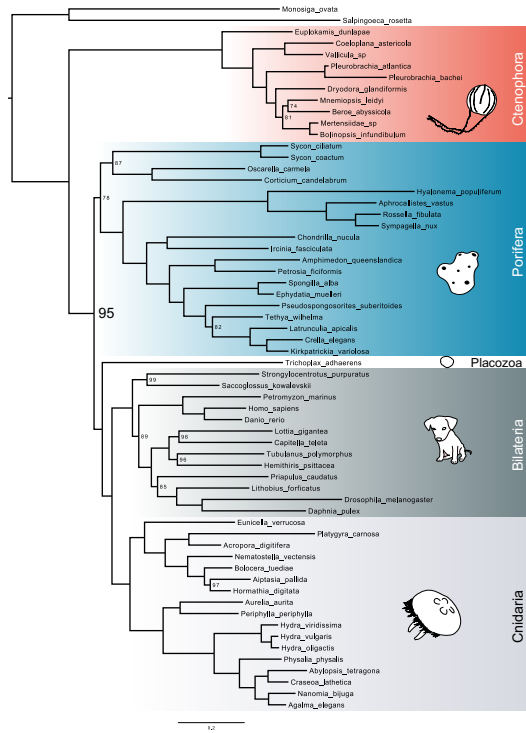 Monosiga_ovata
Salpingoeca_rosetta
Euplokamis_dunlapae
Coeloplana_astericola
Vallicula_sp
Pleurobrachia_atlantica
Pleurobrachia_bachei
Dryodora_glandiformis
Mnemiopsis_leidyi
74
Beroe_abyssicola
81
Mertensiidae_sp
Bolinopsis_infundibulum
Ctenophora
Sycon_ciliatum
87
Sycon_coactum
Oscarella_carmela
Corticium_candelabrum
78
Hyalonema_populiferum
Aphrocallistes_vastus
Rossella_fibulata
Sympagella_nux
Chondrilla_nucula
Ircinia_fasciculata
Amphimedon_queenslandica
Petrosia_ficiformis
Spongilla_alba
Ephydatia_muelleri
Pseudospongosorites_suberitoides
95
Tethya_wilhelma
82
Latrunculia_apicalis
Crella_elegans
Kirkpatrickia_variolosa
Porifera
Trichoplax_adhaerens
Placozoa
Strongylocentrotus_purpuratus
99
Saccoglossus_kowalevskii
Petromyzon_marinus
Homo_sapiens
Danio_rerio
Lottia_gigantea
89
98
Capitella_teleta
Tubulanus_polymorphus
96
Hemithiris_psittacea
Priapulus_caudatus
85
Lithobius_forficatus
Drosophila_melanogaster
Daphnia_pulex
Bilateria
Eunicella_verrucosa
Platygyra_carnosa
Acropora_digitifera
Nematostella_vectensis
Bolocera_tuediae
Aiptasia_pallida
97
Hormathia_digitata
Aurelia_aurita
Periphylla_periphylla
Hydra_viridissima
Hydra_vulgaris
Hydra_oligactis
Physalia_physalis
Abylopsis_tetragona
Craseoa_lathetica
Nanomia_bijuga
Agalma_elegans
Cnidaria
0.2